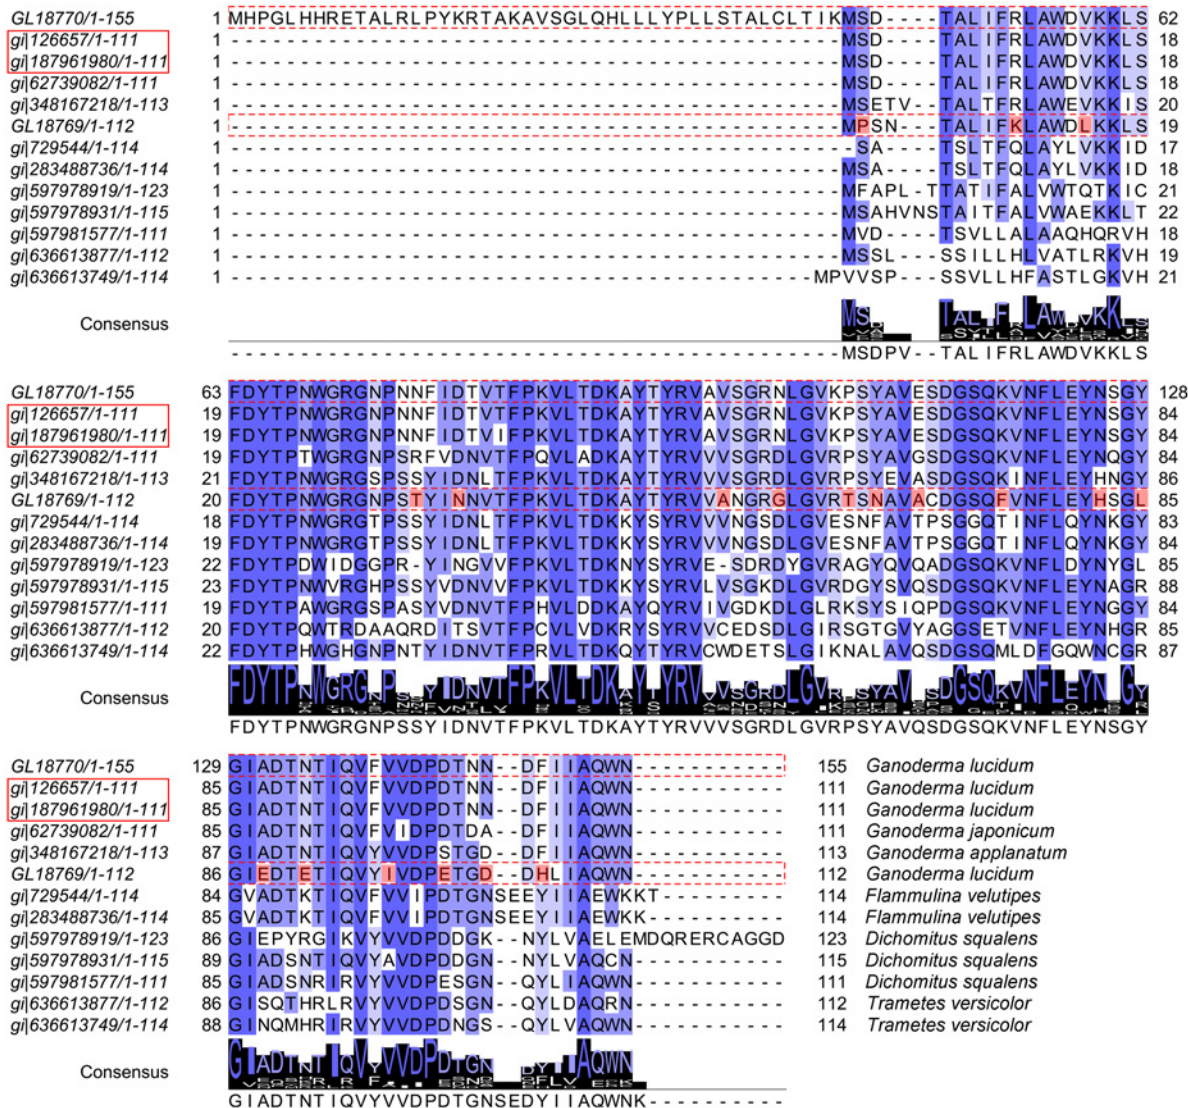 GL18770/1-155 1 MHPGLHHRETALRLPYKRTAKAVSGLQHLLLYPLLSTALCLTIKMSD----TALIFRLAWDVKKLS 62
gi|126657/1-111 1 --------------------------------------------MSD----TALIFRLAWDVKKLS 18
gi|187961980/1-111 1 --------------------------------------------MSD----TALIFRLAWDVKKLS 18
gi|62739082/1-111 1 --------------------------------------------MSD----TALIFRLAWDVKKLS 18
gi|348167218/1-113 1 --------------------------------------------MSETV--TALTFRLAWEVKKIS 20
GL18769/1-112 1 --------------------------------------------MPSN---TALIFKLAWDLKKLS 19
gi|729544/1-114 1 ---------------------------------------------SA----TSLTFQLAYLVKKID 17
gi|283488736/1-114 1 --------------------------------------------MSA----TSLTFQLAYLVKKID 18
gi|597978919/1-123 1 --------------------------------------------MFAPL-TTATIFALVWTQTKIC 21
gi|597978931/1-115 1 --------------------------------------------MSAHVNSTAITFALVWAEKKLT 22
gi|597981577/1-111 1 --------------------------------------------MVD----TSVLLALAAQHQRVH 18
gi|636613877/1-112 1 --------------------------------------------MSSL---SSILLHLVATLRKVH 19
gi|636613749/1-114 1 ------------------------------------------MPVVSP---SSVLLHFASTLGKVH 21
Consensus
--------------------------------------------MSDPV--TALIFRLAWDVKKLS
GL18770/1-155 63 FDYTPNWGRGNPNNFIDTVTFPKVLTDKAYTYRVAVSGRNLGVKPSYAVESDGSQKVNFLEYNSGY 128
gi|126657/1-111 19 FDYTPNWGRGNPNNFIDTVTFPKVLTDKAYTYRVAVSGRNLGVKPSYAVESDGSQKVNFLEYNSGY 84
gi|187961980/1-111 19 FDYTPNWGRGNPNNFIDTVIFPKVLTDKAYTYRVAVSGRNLGVKPSYAVESDGSQKVNFLEYNSGY 84
gi|62739082/1-111 19 FDYTPTWGRGNPSRFVDNVTFPQVLADKAYTYRVVVSGRDLGVRPSYAVGSDGSQKVNFLEYNQGY 84
gi|348167218/1-113 21 FDYTPNWGRGSPSSYIDNLTFPKVLTDKAYTYRVVVSGRDLGVRPSYEVASDGSQKINFLEYHNGY 86
GL18769/1-112 20 FDYTPNWGRGNPSTYINNVTFPKVLTDKAYTYRVVANGRGLGVRTSNAVACDGSQFVNFLEYHSGL 85
gi|729544/1-114 18 FDYTPNWGRGTPSSYIDNLTFPKVLTDKKYSYRVVVNGSDLGVESNFAVTPSGGQTINFLQYNKGY 83
gi|283488736/1-114 19 FDYTPNWGRGTPSSYIDNLTFPKVLTDKKYSYRVVVNGSDLGVESNFAVTPSGGQTINFLQYNKGY 84
gi|597978919/1-123 22 FDYTPDWIDGGPR-YINGVVFPKVLTDKAYTYRVVE-SDRDYGVRAGYQVQADGSQKVNFLDYNYGL 85
gi|597978931/1-115 23 FDYTPNWVRGHPSSYVDNVVFPKVLTDKKYSYRVLVSGKDLGVRDGYSVQSDGSQKVNFLEYNAGR 88
gi|597981577/1-111 19 FDYTPAWGRGSPASYVDNVTFPHVLDDKAYQYRVIVGDKDLGLRKSYSIQPDGSQKVNFLEYNGGY 84
gi|636613877/1-112 20 FDYTPQWTRDAAQRDITSVTFPCVLVDKRYSYRVVCEDSDLGIRSGTGVYAGGSETVNFLEYNHGR 85
gi|636613749/1-114 22 FDYTPHWGHGNPNTYIDNVTFPRVLTDKAYTYRVCWDETSLGIKNALAVQSDGSQMLDFGQWNCGR 87
Consensus
FDYTPNWGRGNPSSYIDNVTFPKVLTDKAYTYRVVVSGRDLGVRPSYAVQSDGSQKVNFLEYNSGY
GL18770/1-155 129 GIADTNTIQVFVVDPDTNN--DFIIAQWN----------- 155 Ganoderma lucidum
gi|126657/1-111 85 GIADTNTIQVFVVDPDTNN--DFIIAQWN----------- 111 Ganoderma lucidum
gi|187961980/1-111 85 GIADTNTIQVFVVDPDTNN--DFIIAQWN----------- 111 Ganoderma lucidum
gi|62739082/1-111 85 GIADTNTIQVFVIDPDTDA--DFIIAQWN----------- 111 Ganoderma japonicum
gi|348167218/1-113 87 GIADTNTIQVFVVDPSTGD--DFIIAQWN----------- 113 Ganoderma applanatum
GL18769/1-112 86 GIEDTETIQVYIVDPETGD--DHLIAQWN----------- 112 Ganoderma lucidum
gi|729544/1-114 84 GVADTKTIQVFVVIPDTGNSEEYIIAEWKKT--------- 114 Flammulina velutipes
gi|283488736/1-114 85 GVADTKTIQVFVVIPDTGNSEEYIIAEWKK---------- 114 Flammulina velutipes
gi|597978919/1-123 86 GIEPYRGIKVYVVDPDDGK--NYLVAELEMDQRERCAGGD 123 Dichomitus squalens
gi|597978931/1-115 89 GIADSNTIKVYAVDPDDGN--NYLVAQCN----------- 115 Dichomitus squalens
gi|597981577/1-111 85 GIADSNRIRVYVVDPESGN--QYLIAQWN----------- 111 Dichomitus squalens
gi|636613877/1-112 86 GISQTHRLRVYVVDPDSGN--QYLDAQRN----------- 112 Trametes versicolor
gi|636613749/1-114 88 GINQMHRIRVYVVDPDNGS--QYLVAQWN----------- 114 Trametes versicolor
Consensus
GIADTNTIQVYVVDPDTGNSEDYIIAQWNK----------